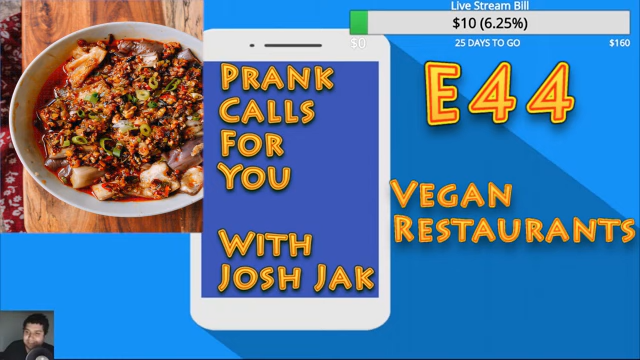 Live Stream Bill
$10 (6.25%)
$0 25 DAYS TO GO $160
Prank
Calls
For
You
With
Josh Jak
E44
Vegan
Restaurants